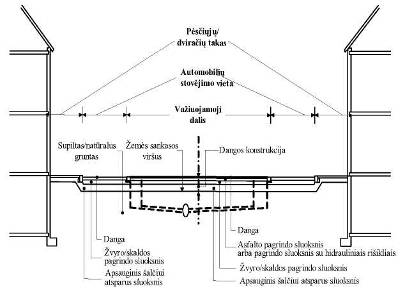 Pėsčiųjų/
dviračių takas
Automobilių
stovėjimo vieta
Važiuojamoji
dalis
Supiltas/natūralus
gruntas
Žemės sankasos
viršus
Dangos konstrukcija
Danga
Žvyro/skaldos
pagrindo sluoksnis
Apsauginis šalčiui
atsparus sluoksnis
Danga
Asfalto pagrindo sluoksnis
arba pagrindo sluoksnis su hidrauliniais rišikliais
Žvyro/skaldos pagrindo sluoksnis
Apsauginis šalčiui atsparus sluoksnis